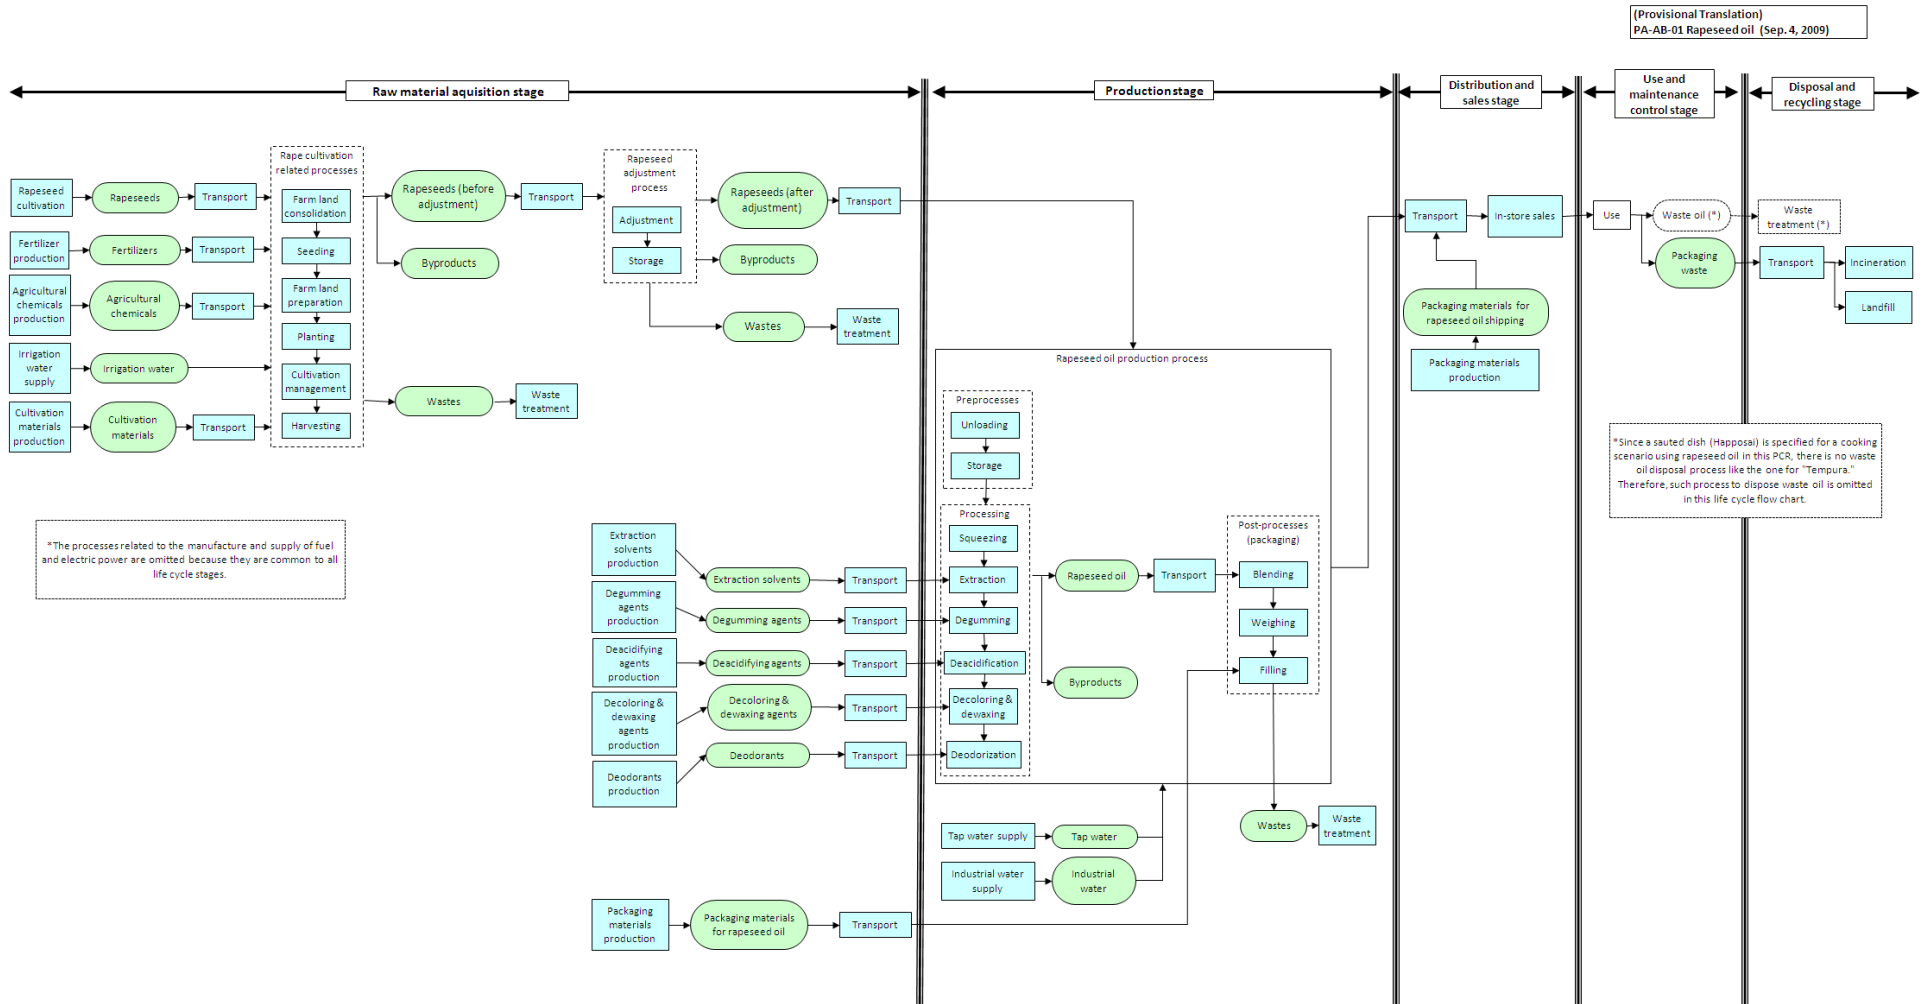 (Provisional Translation)
PA-AB-01 Rapeseed oil (Sep. 4, 2009)
Raw material aquisition stage
Production stage
Distribution and
sales stage
Use and
maintenance
control stage
Disposal and
recycling stage
Rapeseed
cultivation
Rapeseeds
Transport
Fertilizer
production
Fertilizers
Transport
Agricultural
chemicals
production
Agricultural
chemicals
Transport
Irrigation
water
supply
Irrigation water
Cultivation
materials
production
Cultivation
materials
Transport
Rape cultivation
related processes
Farm land
consolidation
Seeding
Farm land
preparation
Planting
Cultivation
management
Harvesting
Rapeseeds (before
adjustment)
Byproducts
Wastes
Waste
treatment
Transport
Rapeseed
adjustment
process
Adjustment
Storage
Rapeseeds (after
adjustment)
Transport
Byproducts
Wastes
Waste
treatment
*The processes related to the manufacture and supply of fuel
and electric power are omitted because they are common to all
life cycle stages.
Extraction
solvents
production
Extraction solvents
Transport
Degumming
agents
production
Degumming agents
Transport
Deacidifying
agents
production
Deacidifying agents
Transport
Decoloring &
dewaxing
agents
production
Decoloring &
dewaxing agents
Transport
Deodorants
production
Deodorants
Transport
Packaging
materials
production
Packaging materials
for rapeseed oil
Transport
Rapeseed oil production process
Preprocesses
Unloading
Storage
Processing
Squeezing
Extraction
Degumming
Deacidification
Decoloring &
dewaxing
Deodorization
Rapeseed oil
Transport
Byproducts
Post-processes
(packaging)
Blending
Weighing
Filling
Tap water supply
Tap water
Industrial water
supply
Industrial
water
Wastes
Waste
treatment
Transport
In-store sales
Packaging materials for
rapeseed oil shipping
Packaging materials
production
Use
Waste oil (*)
Packaging
waste
Waste
treatment (*)
Transport
Incineration
Landfill
*Since a sauted dish (Happosai) is specified for a cooking
scenario using rapeseed oil in this PCR, there is no waste
oil disposal process like the one for "Tempura."
Therefore, such process to dispose waste oil is omitted
in this life cycle flow chart.